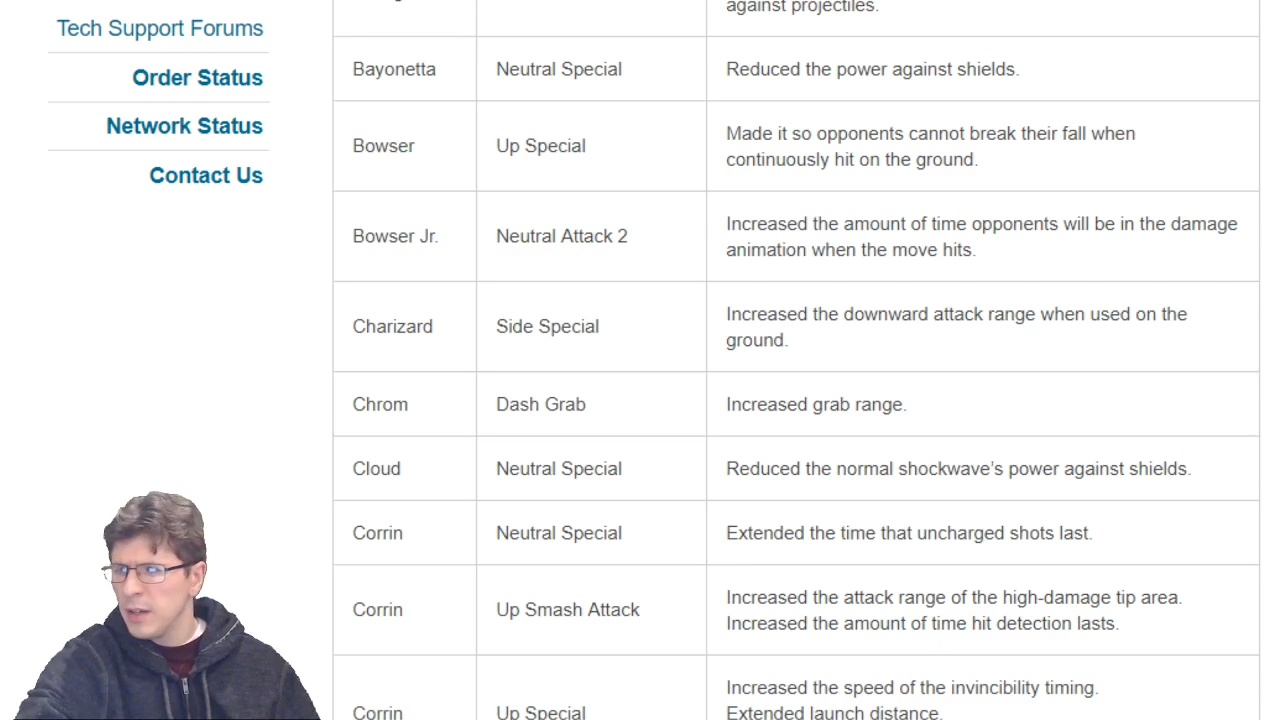 Tech Support Forums
Order Status
Network Status
Contact Us
against projectiles.
Bayonetta
Neutral Special
Reduced the power against shields.
Bowser
Up Special
Made it so opponents cannot break their fall when
continuously hit on the ground.
Bowser Jr.
Neutral Attack 2
Increased the amount of time opponents will be in the damage
animation when the move hits.
Charizard
Side Special
Increased the downward attack range when used on the
ground.
Chrom
Dash Grab
Increased grab range.
Cloud
Neutral Special
Reduced the normal shockwave’s power against shields.
Corrin
Neutral Special
Extended the time that uncharged shots last.
Corrin
Up Smash Attack
Increased the attack range of the high-damage tip area.
Increased the amount of time hit detection lasts.
Corrin
Up Special
Increased the speed of the invincibility timing.
Extended launch distance.